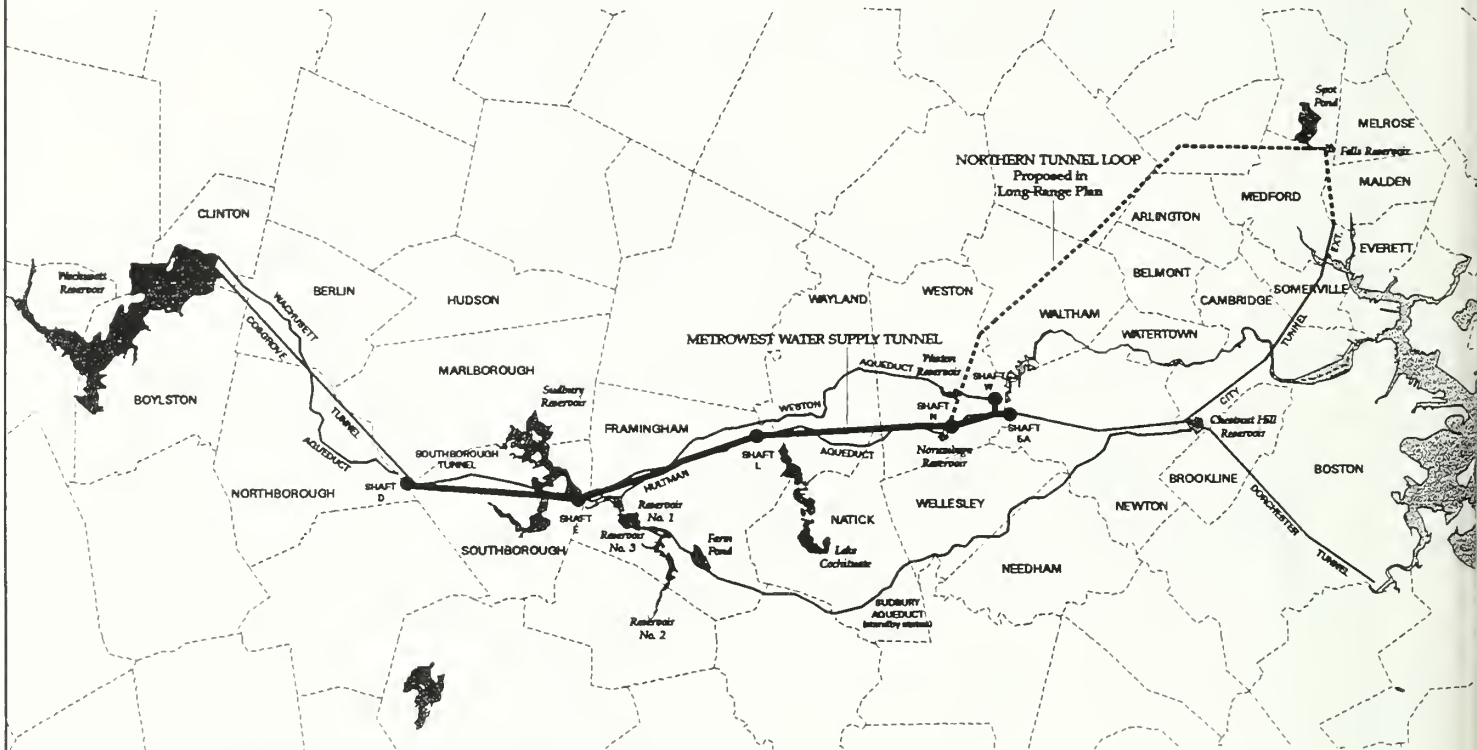 Spot
Pond
MELROSE
Fells Reservoir
NORTHERN TUNNEL LOOP
Proposed in
Long-Range Plan
MALDEN
MEDFORD
ARLINGTON
CLINTON
EXT.
EVERETT
Wachusett
Reservoir
BERLIN
HUDSON
WAYLAND
WESTON
BELMONT
CAMBRIDGE
SOMERVILLE
WACHUSETT
COSGROVE
WALTHAM
WATERTOWN
METROWEST WATER SUPPLY TUNNEL
TUNNEL
MARLBOROUGH
Weston
Reservoir
AQUEDUCT
SHAFT
W
BOYLSTON
Sudbury
Reservoir
TUNNEL
WESTON
SHAFT
N
CITY
FRAMINGHAM
SHAFT
5A
Chestnut Hill
Reservoir
AQUEDUCT
SOUTHBOROUGH
TUNNEL
SHAFT
L
AQUEDUCT
Norumbega
Reservoir
BOSTON
HULTMAN
BROOKLINE
NORTHBOROUGH
SHAFT
D
WELLESLEY
NEWTON
DORCHESTER
Reservoir
No. 1
SHAFT
E
NATICK
Reservoir
No. 3
Farm
Pond
SOUTHBOROUGH
Lake
Cochituate
TUNNEL
NEEDHAM
SUDBURY
AQUEDUCT
(standby status)
Reservoir
No. 2